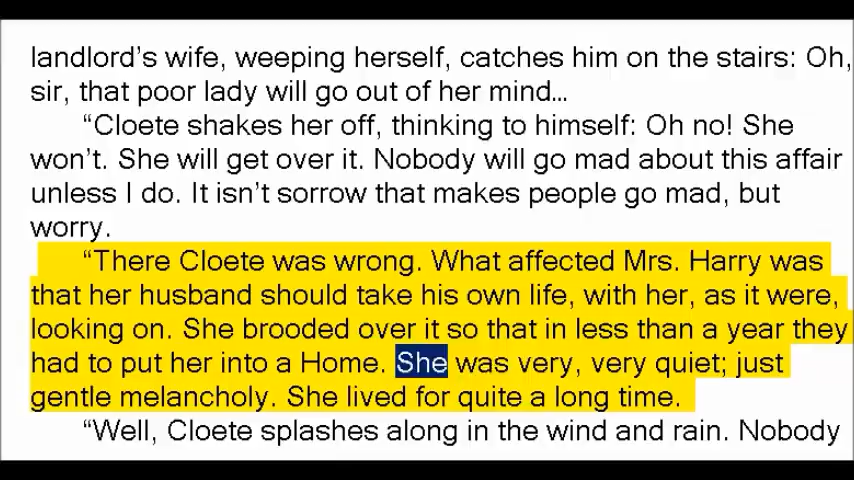 landlord's wife, weeping herself, catches him on the stairs: Oh,
sir, that poor lady will go out of her mind...
“Cloete shakes her off, thinking to himself: Oh no! She
won't. She will get over it. Nobody will go mad about this affair
unless I do. It isn't sorrow that makes people go mad, but
worry.
“There Cloete was wrong. What affected Mrs. Harry was
that her husband should take his own life, with her, as it were,
looking on. She brooded over it so that in less than a year they
had to put her into a Home. She was very, very quiet; just
gentle melancholy. She lived for quite a long time.
“Well, Cloete splashes along in the wind and rain. Nobody